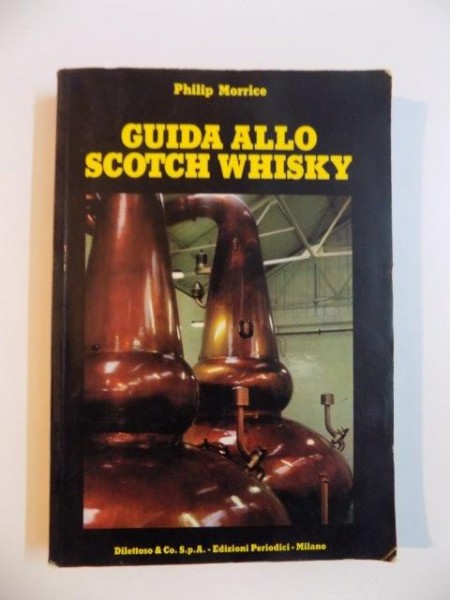 Philip Morrice
GUIDA ALLO
SCOTCH WHISKY
Dilettoso & Co. S.p.A. - Edizioni Periodici - Milano